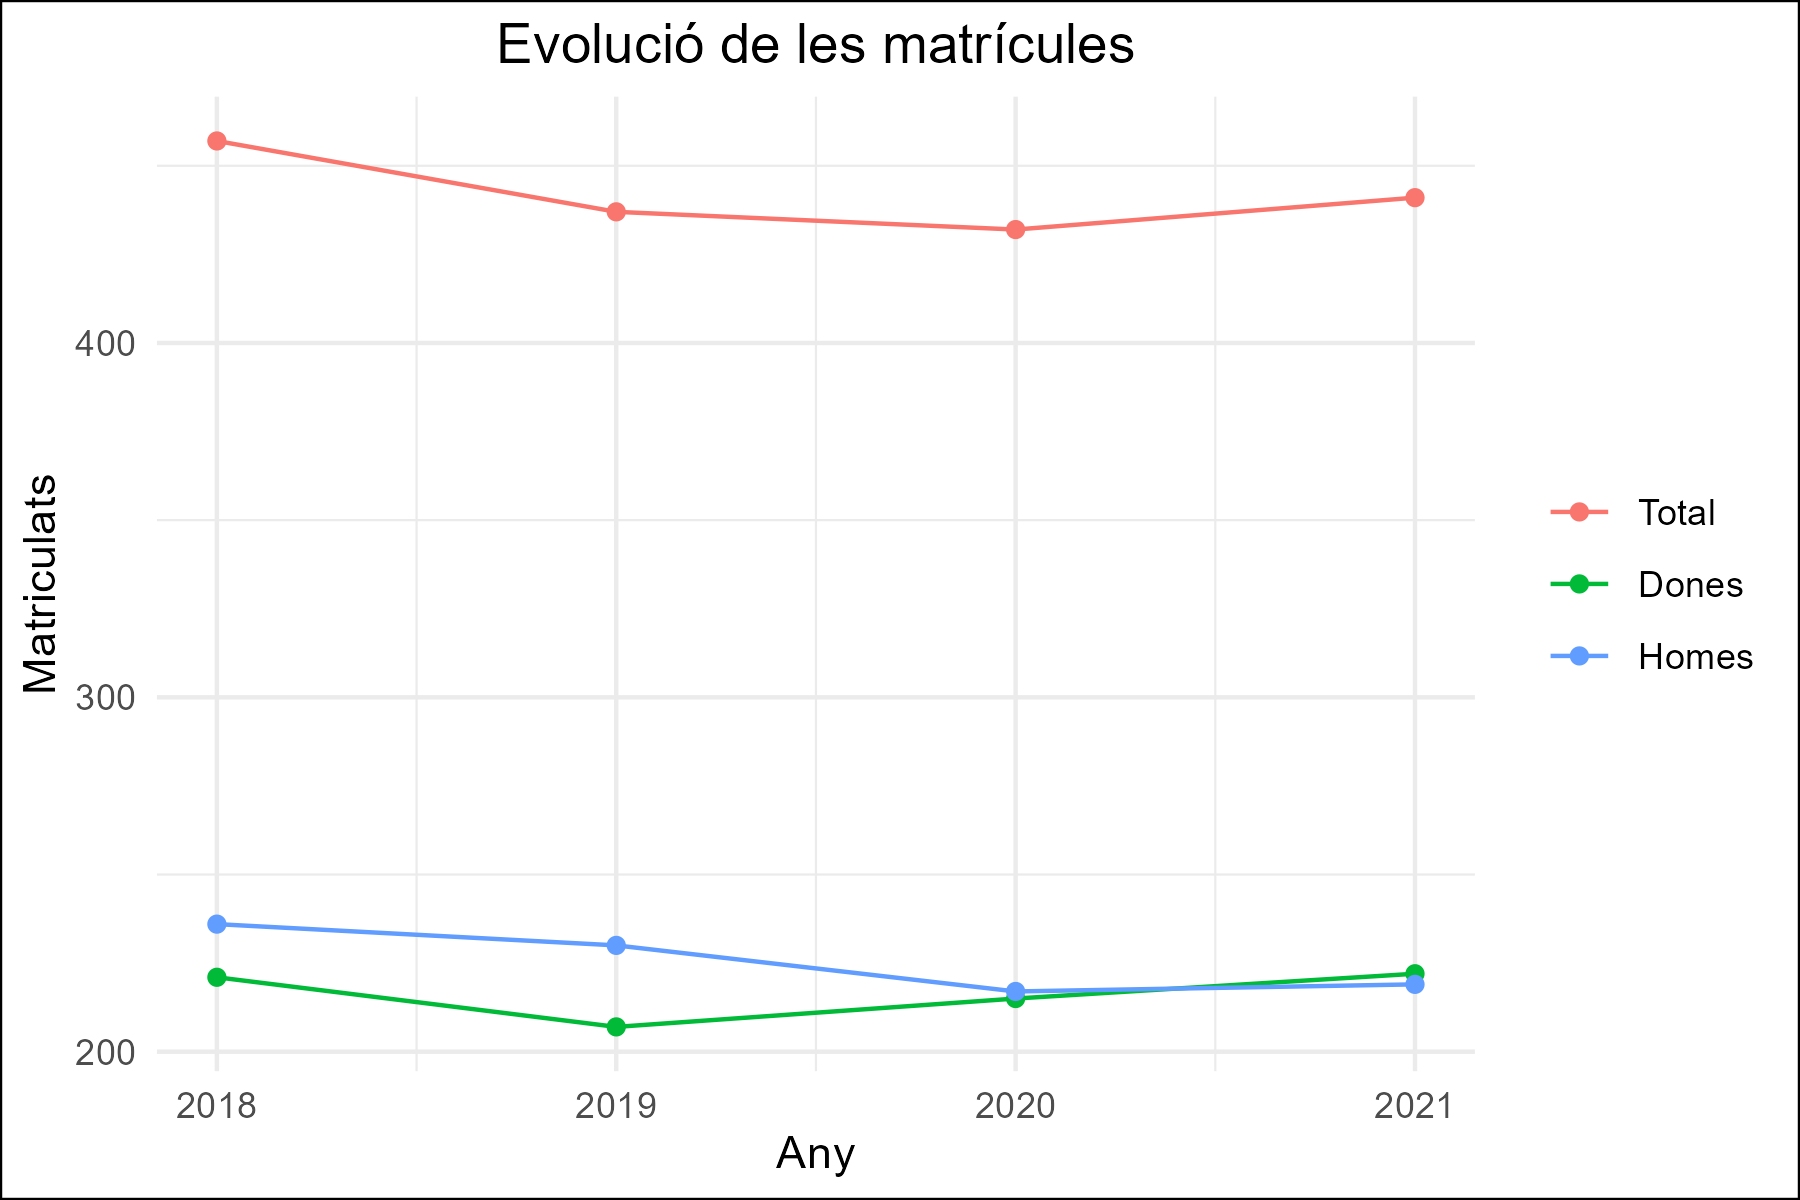 Evolució de les matrícules
Matriculats
400
300
200
2018 2019 2020 2021
Any
Total
Dones
Homes